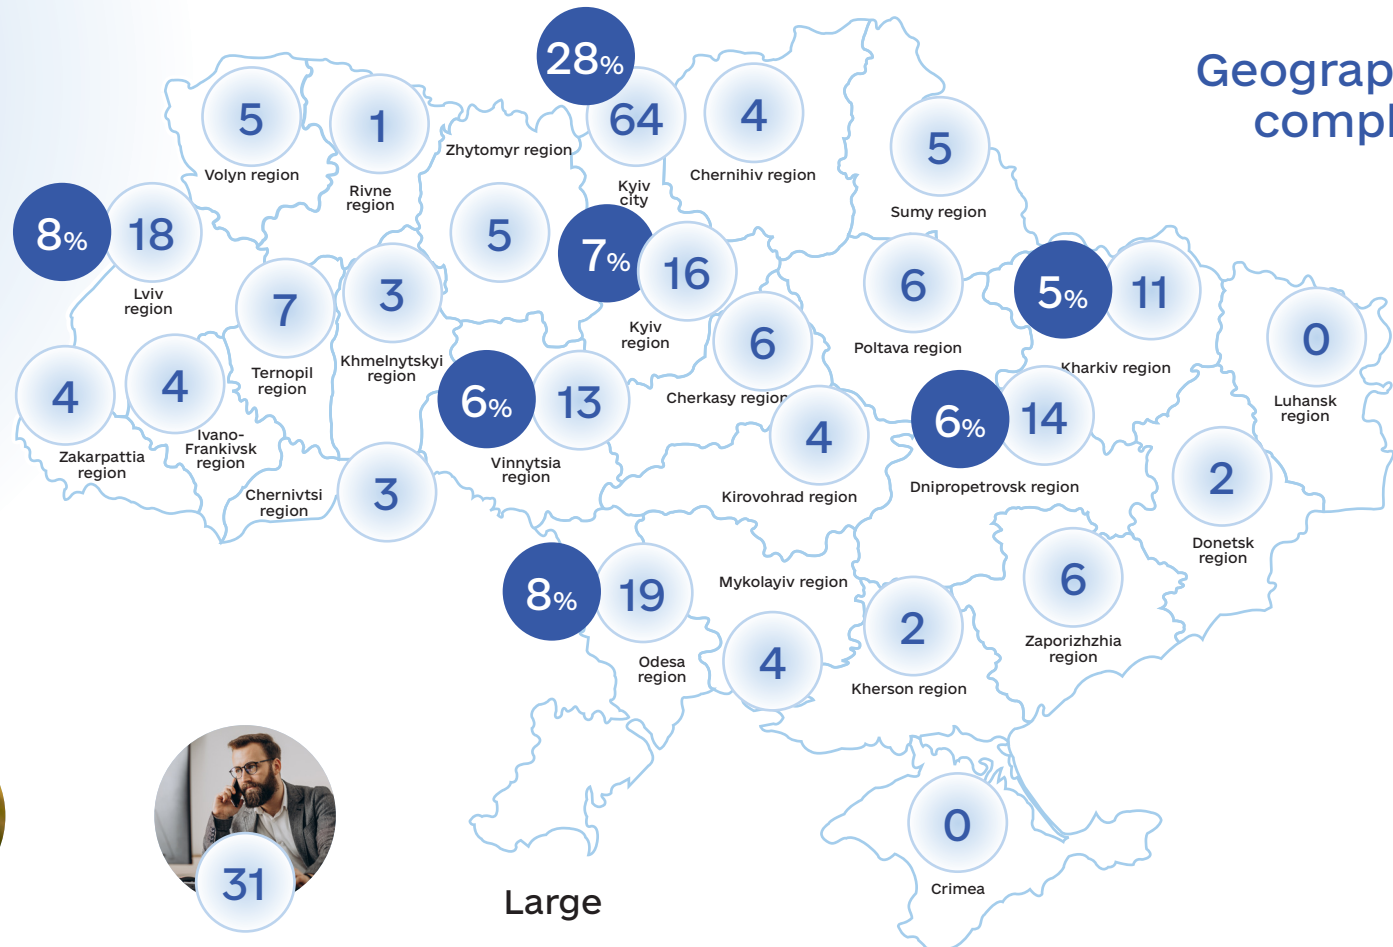 Geograp
compl
28%
64
Kyiv
city
5
Volyn region
1
Rivne
region
Zhytomyr region
5
4
Chernihiv region
5
Sumy region
8%
18
Lviv
region
7
Ternopil
region
3
Khmelnytskyi
region
7%
16
Kyiv
region
6
Cherkasy region
6
Poltava region
5%
11
Kharkiv region
0
Luhansk
region
4
Zakarpattia
region
4
Ivano-
Frankivsk
region
Chernivtsi
region
3
6%
13
Vinnytsia
region
4
Kirovohrad region
6%
14
Dnipropetrovsk region
2
Donetsk
region
8%
19
Odesa
region
Mykolayiv region
4
2
Kherson region
6
Zaporizhzhia
region
0
Crimea
31
Large